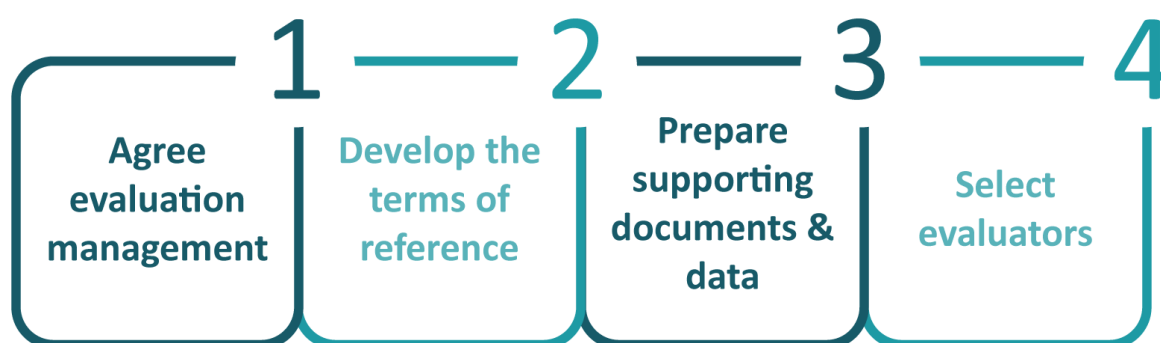 1
Agree
evaluation
management
2
Develop the
terms of
reference
3
Prepare
supporting
documents &
data
4
Select
evaluators